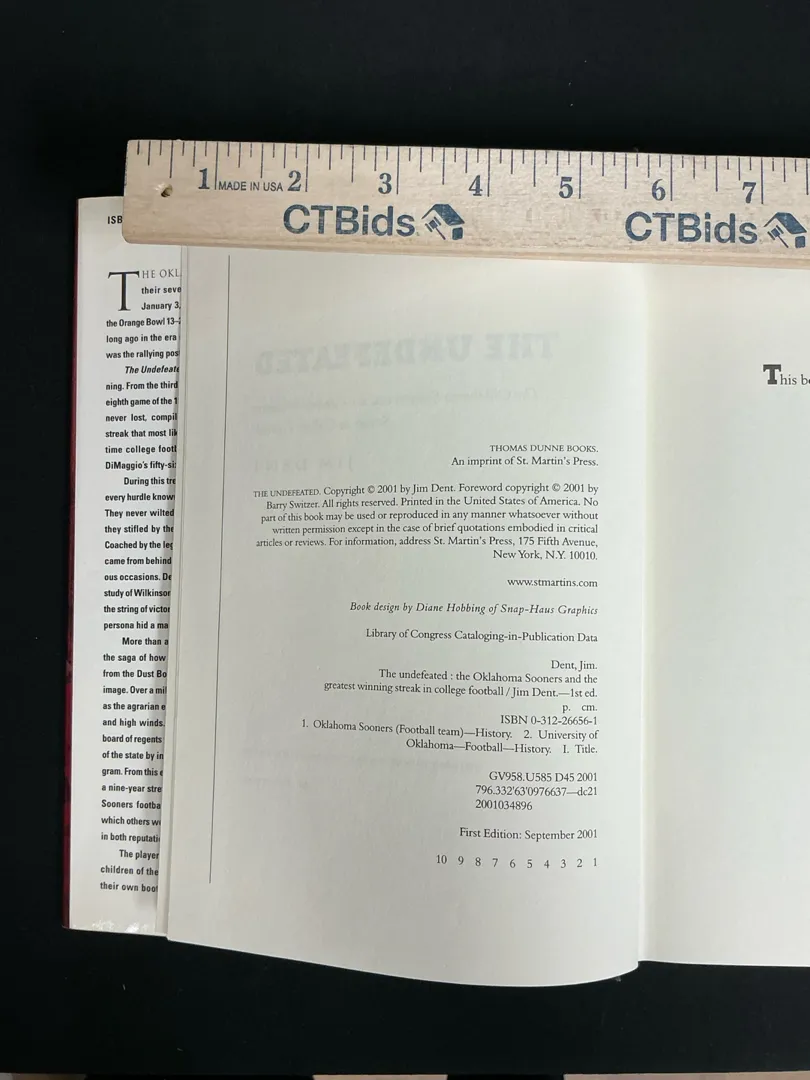 1 MADE IN USA 2 3 4 5 6 7
CTBids CTBids
THE OKL
their seve
January 3,
the Orange Bowl 13–
long ago in the era
was the rallying pos
The Undefeate
ning. From the third
eighth game of the 1
never lost, compil
streak that most lik
time college foot
DiMaggio's fifty-si
During this tre
every hurdle know
They never wilted
they stifled by the
Coached by the leg
came from behind
ous occasions. De
study of Wilkinson
the string of victor
persona hid a ma
More than a
the saga of how
from the Dust Bo
image. Over a mil
as the agrarian e
and high winds.
board of regents
of the state by in
gram. From this e
a nine-year stre
Sooners footba
which others w
in both reputati
The player
children of the
their own boo
THE UNDEFEATED
THOMAS DUNNE BOOKS.
An imprint of St. Martin's Press.
THE UNDEFEATED. Copyright © 2001 by Jim Dent. Foreword copyright © 2001 by
Barry Switzer. All rights reserved. Printed in the United States of America. No
part of this book may be used or reproduced in any manner whatsoever without
written permission except in the case of brief quotations embodied in critical
articles or reviews. For information, address St. Martin's Press, 175 Fifth Avenue,
New York, N.Y. 10010.
www.stmartins.com
Book design by Diane Hobbing of Snap-Haus Graphics
Library of Congress Cataloging-in-Publication Data
Dent, Jim.
The undefeated : the Oklahoma Sooners and the
greatest winning streak in college football / Jim Dent.—1st ed.
p. cm.
ISBN 0-312-26656-1
1. Oklahoma Sooners (Football team)—History. 2. University of
Oklahoma—Football—History. I. Title.
GV958.U585 D45 2001
796.332'63'0976637—dc21
2001034896
First Edition: September 2001
10 9 8 7 6 5 4 3 2 1
This b